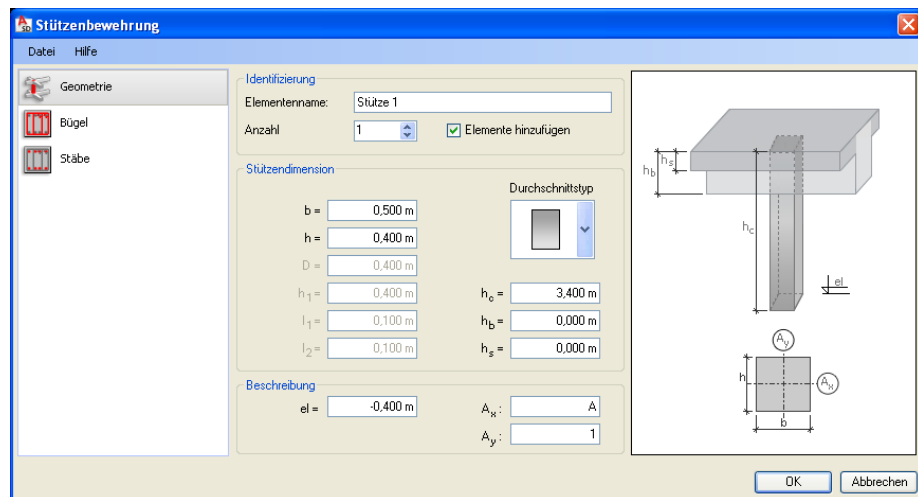 A
SD
Stützenbewehrung
Datei Hilfe
Geometrie
Bügel
Stäbe
Identifizierung
Elementenname: Stütze 1
Anzahl 1 Elemente hinzufügen
Stützendimension
Durchschnittstyp
b = 0,500 m
h = 0,400 m
D = 0,400 m
h1 = 0,400 m hc = 3,400 m
l1 = 0,100 m hb = 0,000 m
l2 = 0,100 m hs = 0,000 m
Beschreibung
el = -0,400 m Ax : A
Ay : 1
hs
hb
hc
el
Ay
h Ax
b
OK Abbrechen